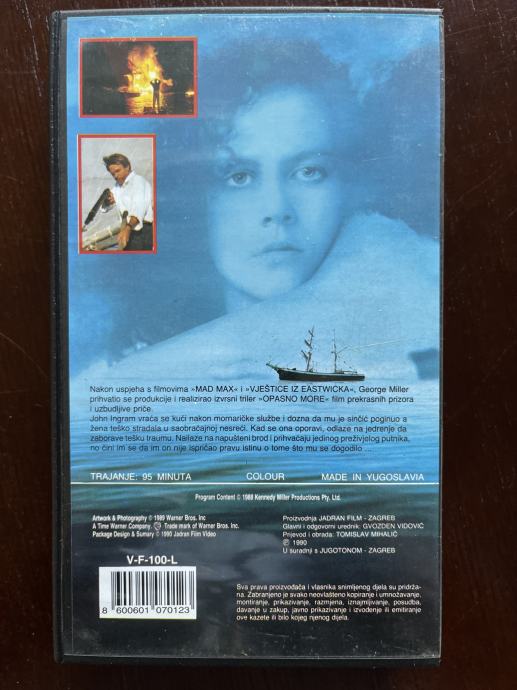 Nakon uspjeha s filmovima »MAD MAX« i »VJEŠTICE IZ EASTWICKA«, George Miller
prihvatio se produkcije i realizirao izvrsni triler »OPASNO MORE« film prekrasnih prizora
i uzbudljive priče.
John Ingram vraća se kući nakon mornaričke službe i dozna da mu je sinčić poginuo a
žena teško stradala u saobraćajnoj nesreći. Kad se ona oporavi, odlaze na jedrenje da
zaborave tešku traumu. Nailaze na napušteni brod i prihvaćaju jedinog preživjelog putnika,
no čini im se da im on nije ispričao pravu istinu o tome što mu se dogodilo ...
TRAJANJE: 95 MINUTA COLOUR MADE IN YUGOSLAVIA
Program Content © 1988 Kennedy Miller Productions Pty. Ltd.
Artwork & Photography © 1989 Warner Bros. Inc
A Time Warner Company. Trade mark of Warner Bros. Inc.
Package Design & Sumary © 1990 Jadran Film Video
Proizvodnja JADRAN FILM - ZAGREB
Glavni i odgovorni urednik: GVOZDEN VIDOVIĆ
Prijevod i obrada: TOMISLAV MIHALIĆ
℗ 1990
U suradnji s JUGOTONOM - ZAGREB
V-F-100-L
8 600601 070123
Sva prava proizvođača i vlasnika snimljenog djela su pridrža-
na. Zabranjeno je svako neovlašteno kopiranje i umnožavanje,
montiranje, prikazivanje, razmjena, iznajmljivanje, posudba,
davanje u zakup, javno prikazivanje i izvođenje ili emitiranje
ove kazete ili bilo kojeg njenog dijela.